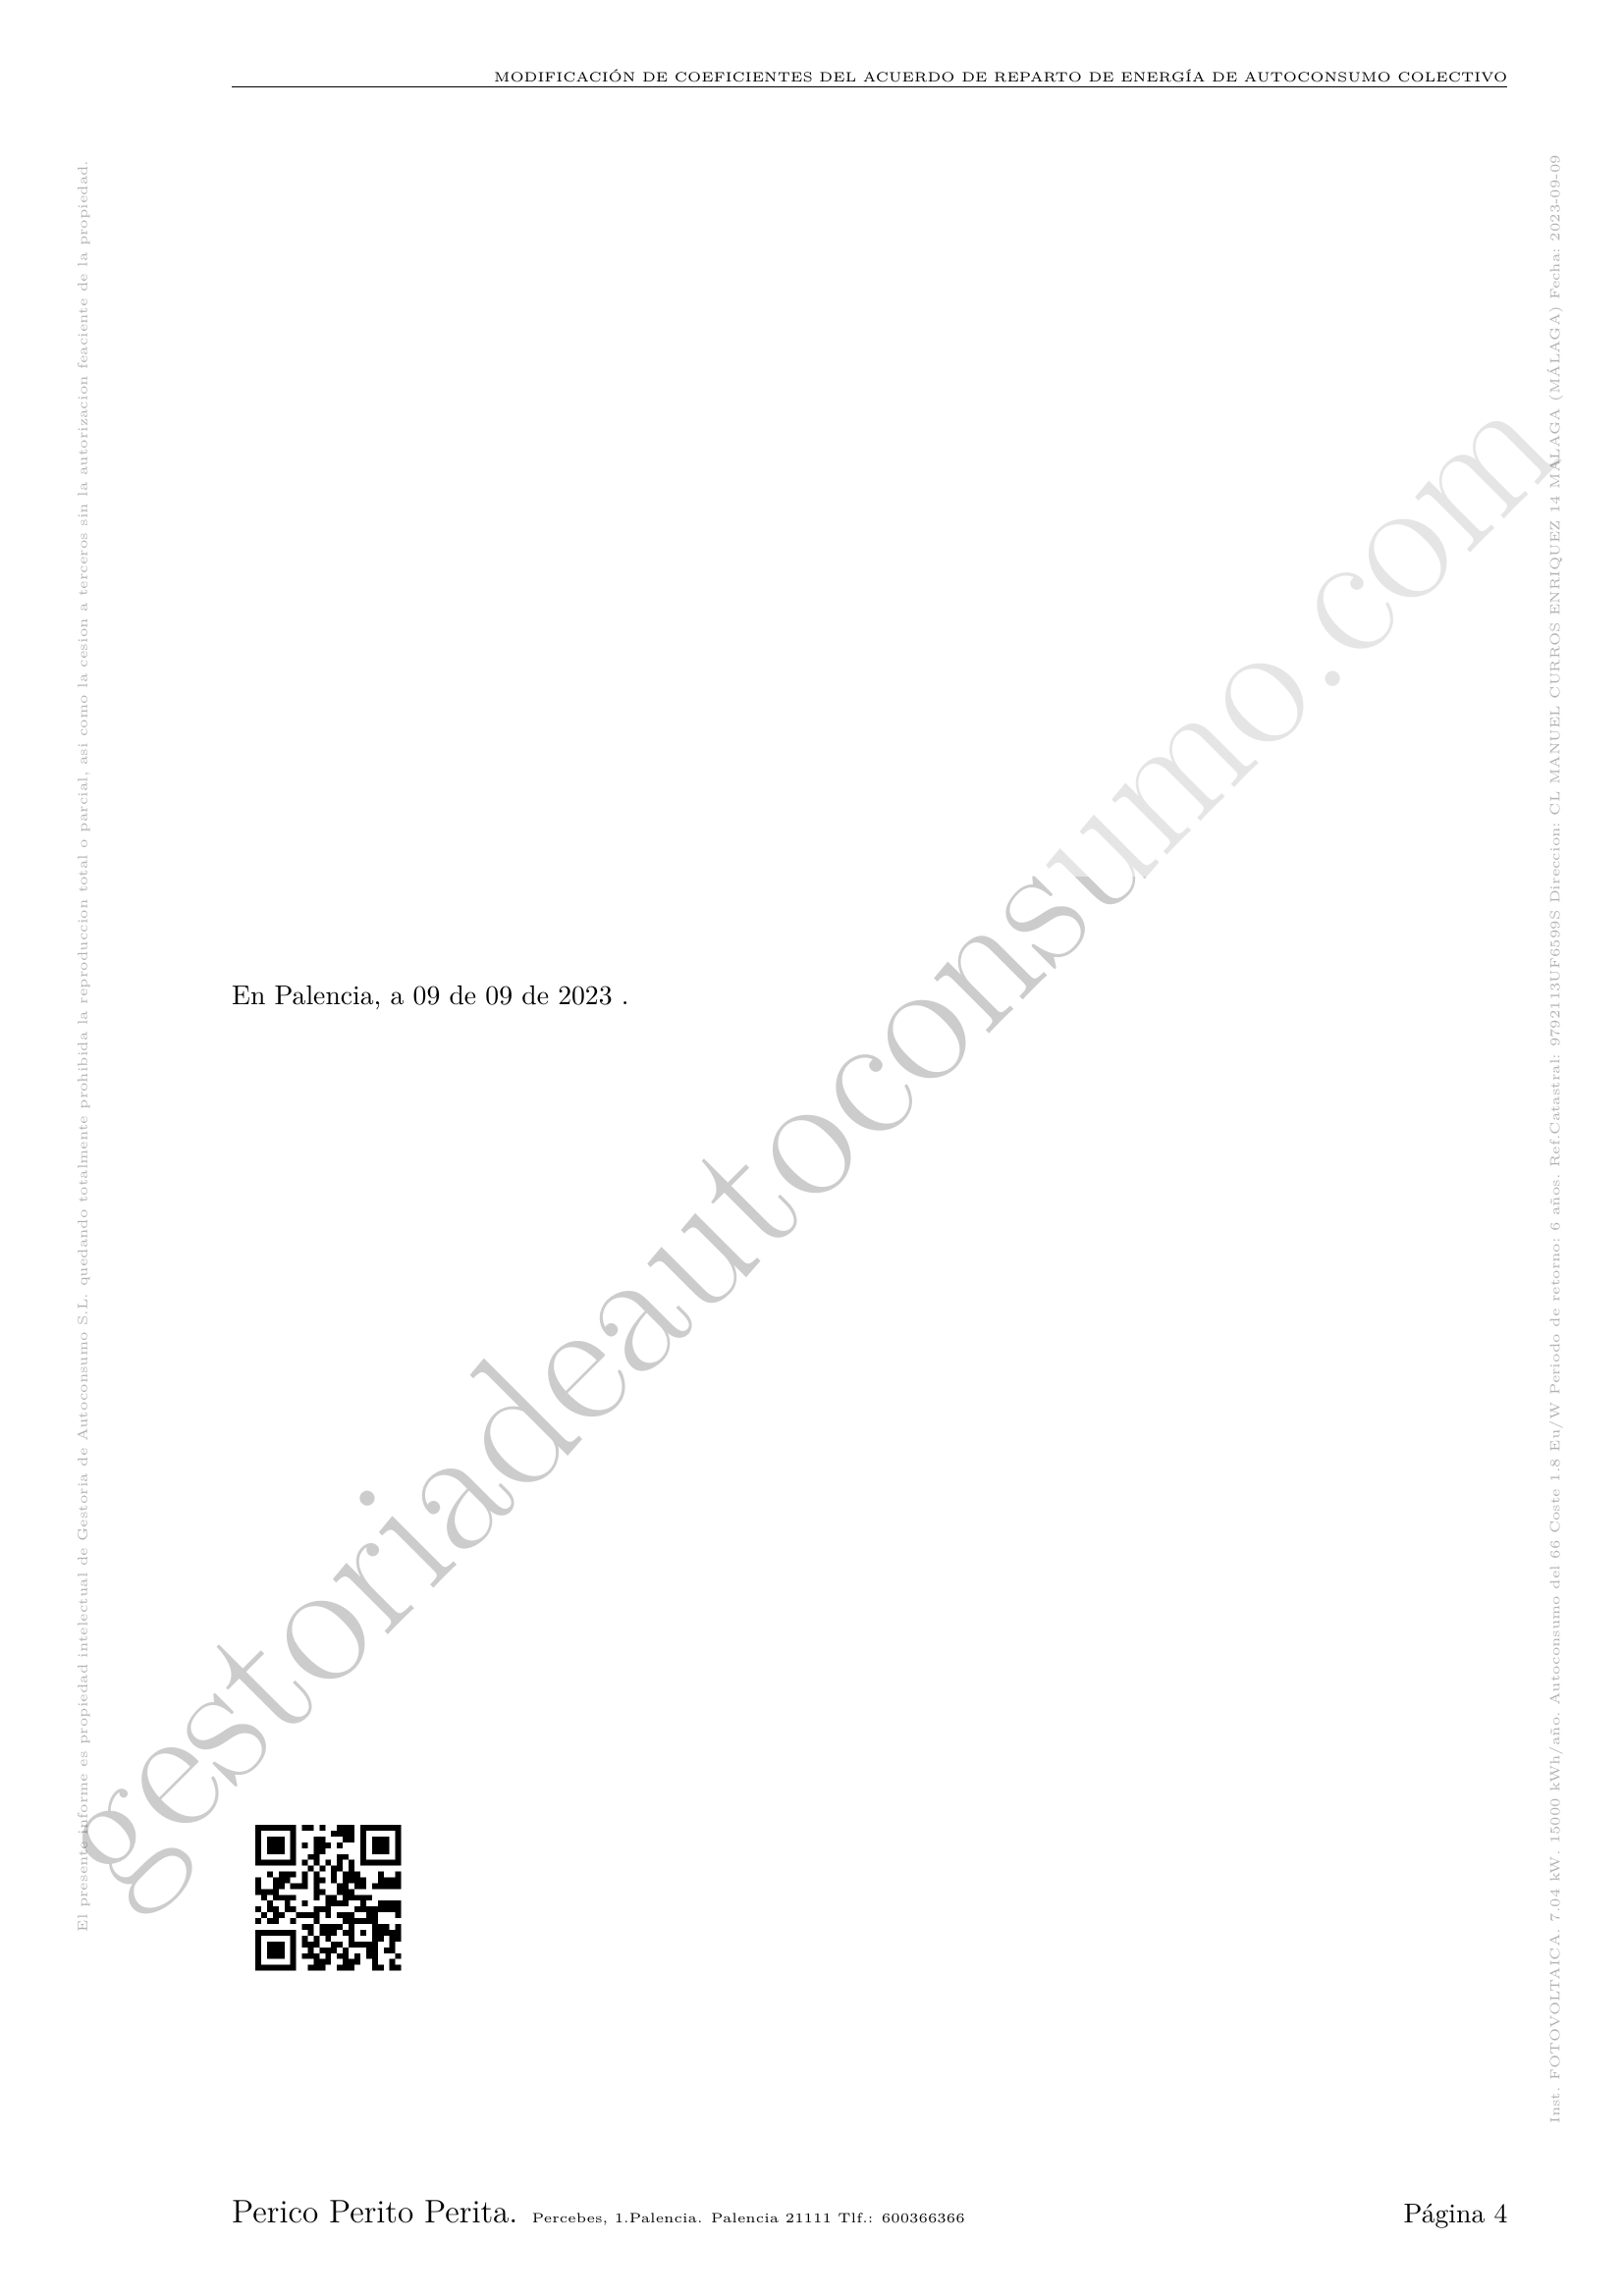 MODIFICACIÓN DE COEFICIENTES DEL ACUERDO DE REPARTO DE ENERGÍA DE AUTOCONSUMO COLECTIVO
El presente informe es propiedad intelectual de Gestoria de Autoconsumo S.L. quedando totalmente prohibida la reproduccion total o parcial, asi como la cesion a terceros sin la autorizacion feaciente de la propiedad.
Inst. FOTOVOLTAICA. 7.04 kW. 15000 kWh/año. Autoconsumo del 66 Coste 1.8 Eu/W Periodo de retorno: 6 años. Ref.Catastral: 9792113UF6599S Direccion: CL MANUEL CURROS ENRIQUEZ 14 MÁLAGA (MÁLAGA) Fecha: 2023-09-09
gestoriadeautoconsumo.com
En Palencia, a 09 de 09 de 2023 .
Perico Perito Perita. Percebes, 1.Palencia. Palencia 21111 Tlf.: 600366366
Página 4